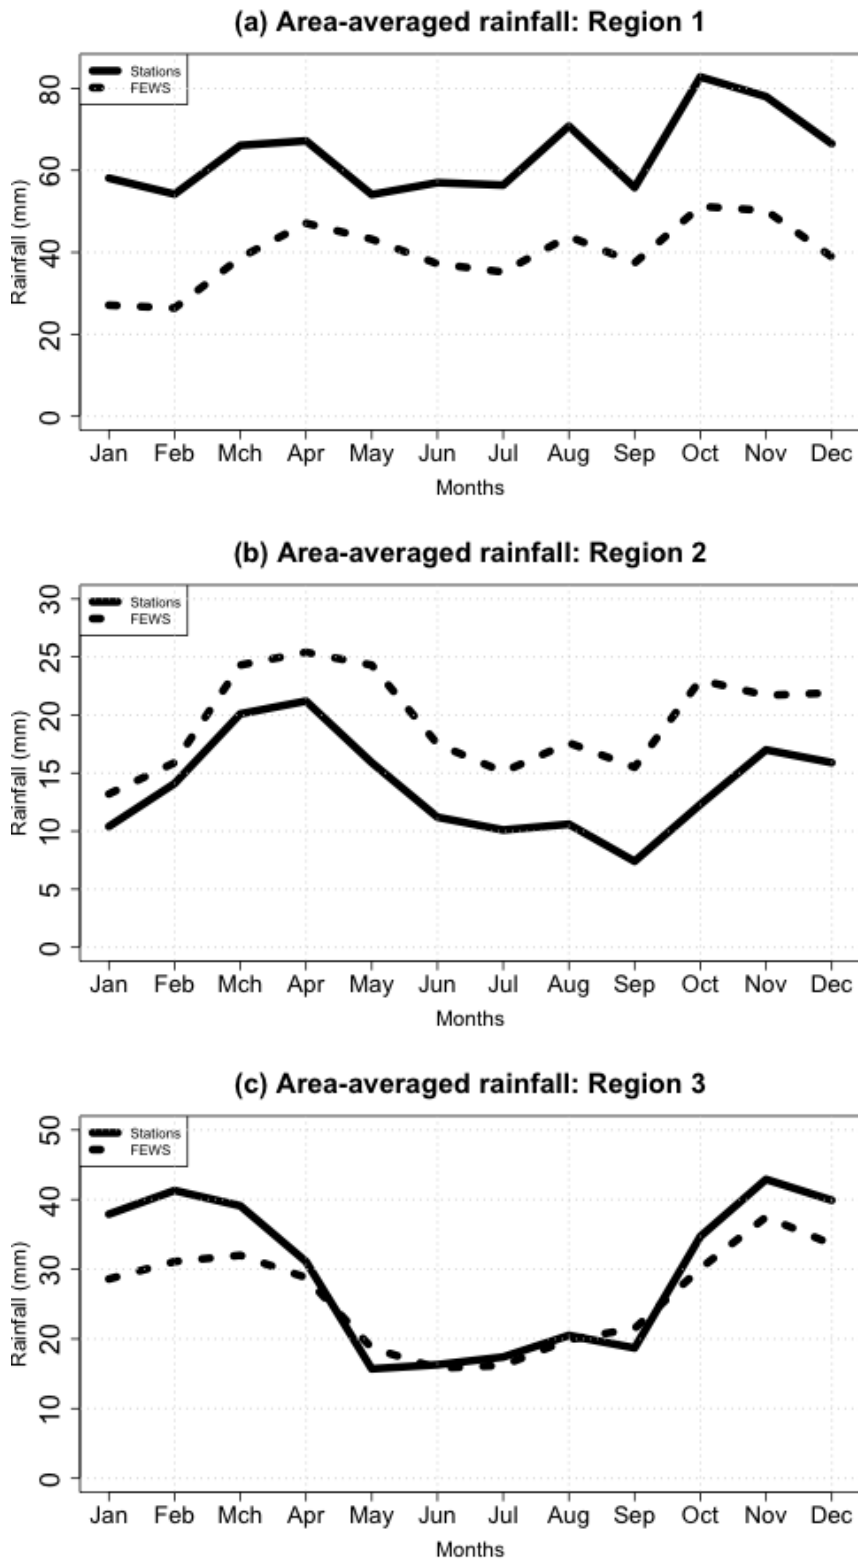 (a) Area-averaged rainfall: Region 1
Stations
FEWS
Rainfall (mm)
80
60
40
20
0
Jan Feb Mch Apr May Jun Jul Aug Sep Oct Nov Dec
Months
(b) Area-averaged rainfall: Region 2
Stations
FEWS
Rainfall (mm)
30
25
20
15
10
5
0
Jan Feb Mch Apr May Jun Jul Aug Sep Oct Nov Dec
Months
(c) Area-averaged rainfall: Region 3
Stations
FEWS
Rainfall (mm)
50
40
30
20
10
0
Jan Feb Mch Apr May Jun Jul Aug Sep Oct Nov Dec
Months